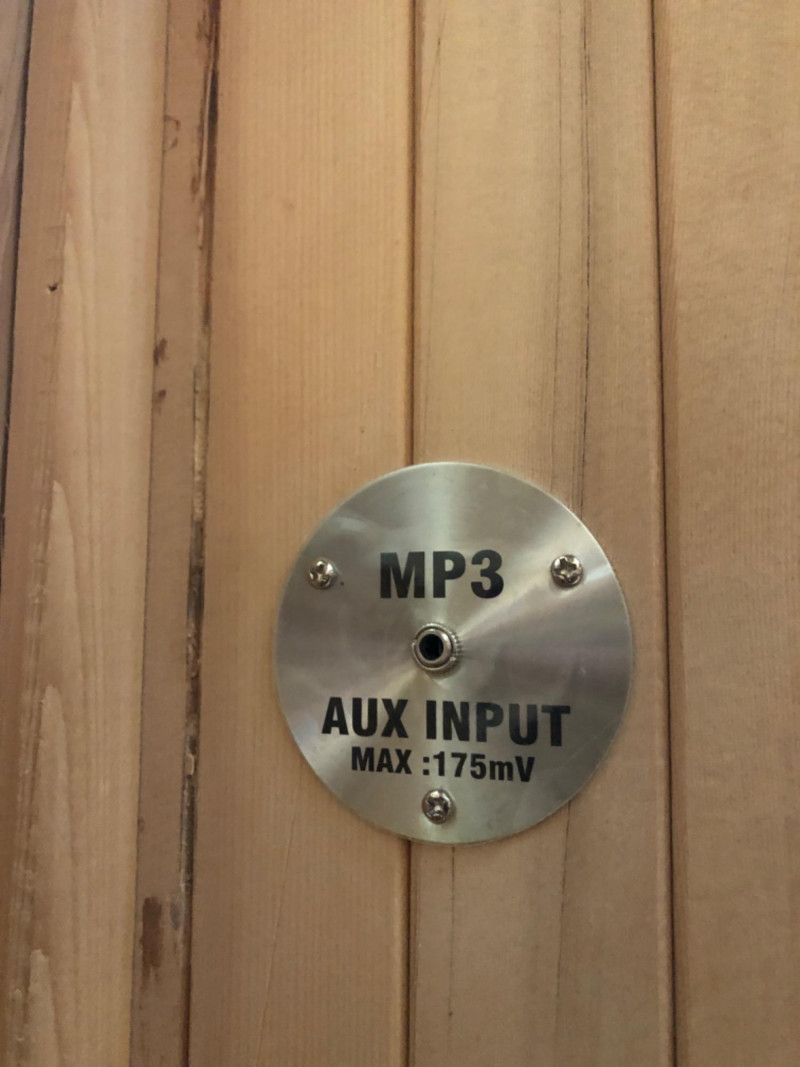 MP3
AUX INPUT
MAX :175mV